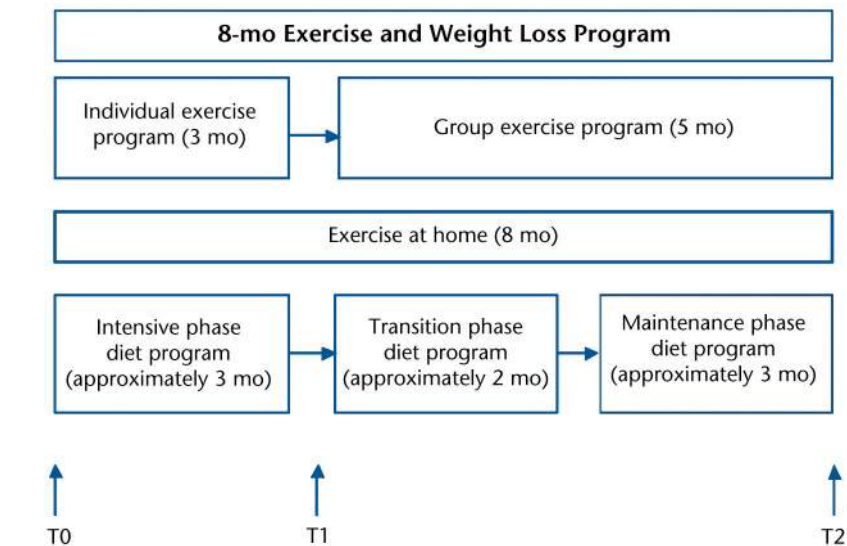 8-mo Exercise and Weight Loss Program
Individual exercise
program (3 mo)
Group exercise program (5 mo)
Exercise at home (8 mo)
Intensive phase
diet program
(approximately 3 mo)
Transition phase
diet program
(approximately 2 mo)
Maintenance phase
diet program
(approximately 3 mo)
T0
T1
T2